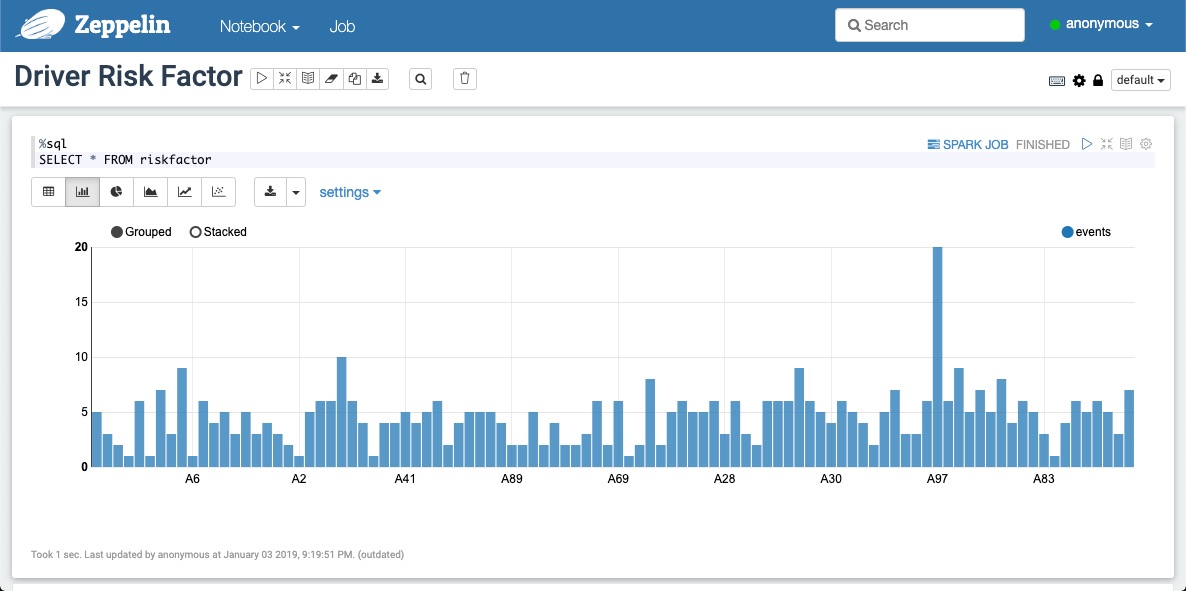 Zeppelin Notebook Job Search anonymous
Driver Risk Factor default
%sql
SELECT * FROM riskfactor
SPARK JOB FINISHED
settings
Grouped Stacked events
20
15
10
5
0
A6 A2 A41 A89 A69 A28 A30 A97 A83
Took 1 sec. Last updated by anonymous at January 03 2019, 9:19:51 PM. (outdated)